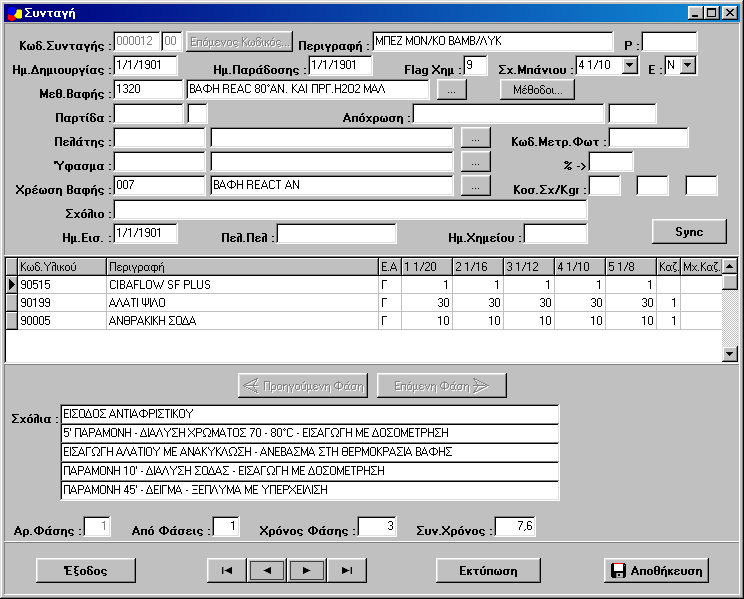 Συνταγή
Κωδ.Συνταγής : 000012 00 Επόμενος Κωδικός... Περιγραφή : ΜΠΕΖ ΜΟΝ/ΚΟ ΒΑΜΒ/ΛΥΚ Ρ :
Ημ.Δημιουργίας : 1/1/1901 Ημ.Παράδοσης : 1/1/1901 Flag Χημ : 9 Σχ.Μπάνιου : 4 1/10 Ε : Ν
Μεθ.Βαφής : 1320 ΒΑΦΗ REAC 80°ΑΝ. ΚΑΙ ΠΡΓ.Η2Ο2 ΜΑΛ ... Μέθοδοι...
Παρτίδα : Απόχρωση :
Πελάτης : ... Κωδ.Μετρ.Φωτ :
Ύφασμα : ... % ->
Χρέωση Βαφής : 007 ΒΑΦΗ REACT ΑΝ ... Κοσ.Σχ/Kgr :
Σχόλιο :
Ημ.Εισ. : 1/1/1901 Πελ.Πελ : Ημ.Χημείου : Sync
Κωδ.Υλικού Περιγραφή Ε.Α 1 1/20 2 1/16 3 1/12 4 1/10 5 1/8 Καζ. Μχ.Καζ.
90515 CIBAFLOW SF PLUS Γ 1 1 1 1 1
90199 ΑΛΑΤΙ ΨΙΛΟ Γ 30 30 30 30 30 1
90005 ΑΝΘΡΑΚΙΚΗ ΣΟΔΑ Γ 10 10 10 10 10 1
Προηγούμενη Φάση Επόμενη Φάση
Σχόλια : ΕΙΣΟΔΟΣ ΑΝΤΙΑΦΡΙΣΤΙΚΟΥ
5' ΠΑΡΑΜΟΝΗ - ΔΙΑΛΥΣΗ ΧΡΩΜΑΤΟΣ 70 - 80°C - ΕΙΣΑΓΩΓΗ ΜΕ ΔΟΣΟΜΕΤΡΗΣΗ
ΕΙΣΑΓΩΓΗ ΑΛΑΤΙΟΥ ΜΕ ΑΝΑΚΥΚΛΩΣΗ - ΑΝΕΒΑΣΜΑ ΣΤΗ ΘΕΡΜΟΚΡΑΣΙΑ ΒΑΦΗΣ
ΠΑΡΑΜΟΝΗ 10' - ΔΙΑΛΥΣΗ ΣΟΔΑΣ - ΕΙΣΑΓΩΓΗ ΜΕ ΔΟΣΟΜΕΤΡΗΣΗ
ΠΑΡΑΜΟΝΗ 45' - ΔΕΙΓΜΑ - ΞΕΠΛΥΜΑ ΜΕ ΥΠΕΡΧΕΙΛΙΣΗ
Αρ.Φάσης : 1 Από Φάσεις : 1 Χρόνος Φάσης : 3 Συν.Χρόνος : 7,6
Έξοδος Εκτύπωση Αποθήκευση